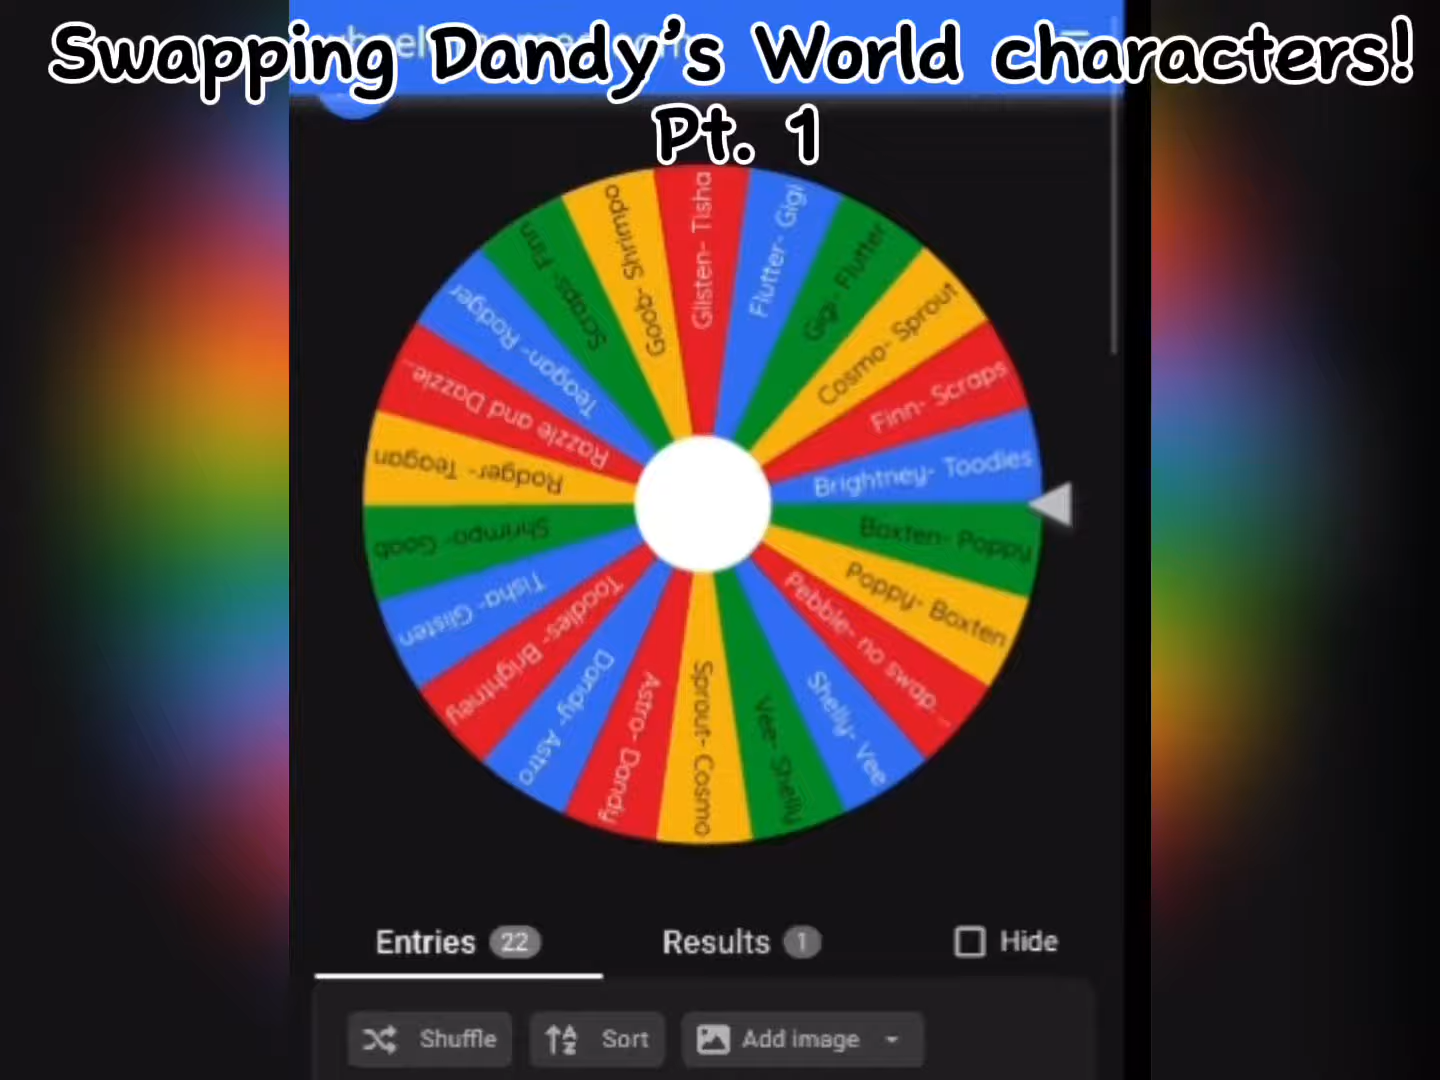 Swapping Dandy's World characters!
Pt. 1
Glisten- Tisha
Flutter- Gigi
Gigi- Flutter
Cosmo- Sprout
Finn- Scraps
Brightney- Toodles
Boxten- Poppy
Poppy- Boxten
Pebble- no swap...
Shelly- Vee
Vee- Shelly
Sprout- Cosmo
Astro- Dandy
Dandy- Astro
Toodles- Brightney
Tisha- Glisten
Shrimpo- Goob
Rodger- Teagan
Razzle and Dazzle...
Teagan- Rodger
Scraps- Finn
Goob- Shrimpo
Entries 22
Results 1
Hide
Shuffle
Sort
Add image